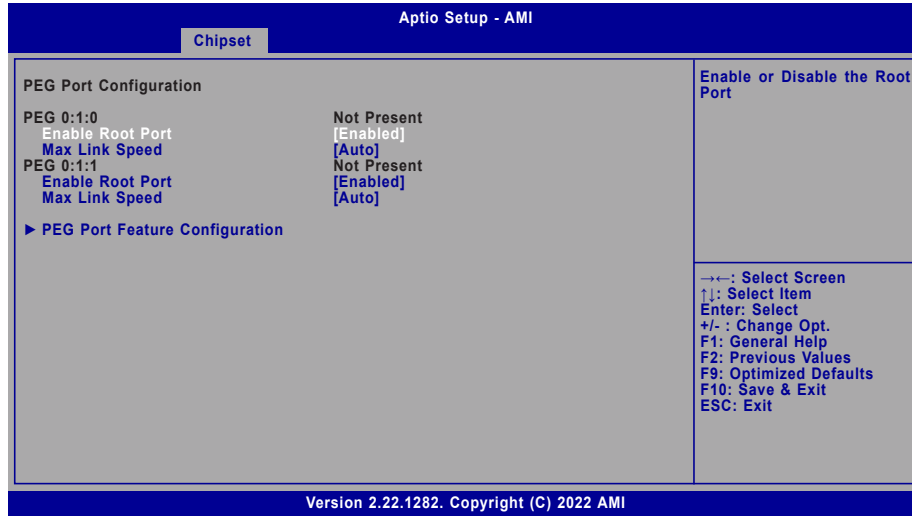 Aptio Setup - AMI
Chipset
PEG Port Configuration
PEG 0:1:0 Not Present
Enable Root Port [Enabled]
Max Link Speed [Auto]
PEG 0:1:1 Not Present
Enable Root Port [Enabled]
Max Link Speed [Auto]
► PEG Port Feature Configuration
Enable or Disable the Root
Port
→←: Select Screen
↑↓: Select Item
Enter: Select
+/- : Change Opt.
F1: General Help
F2: Previous Values
F9: Optimized Defaults
F10: Save & Exit
ESC: Exit
Version 2.22.1282. Copyright (C) 2022 AMI